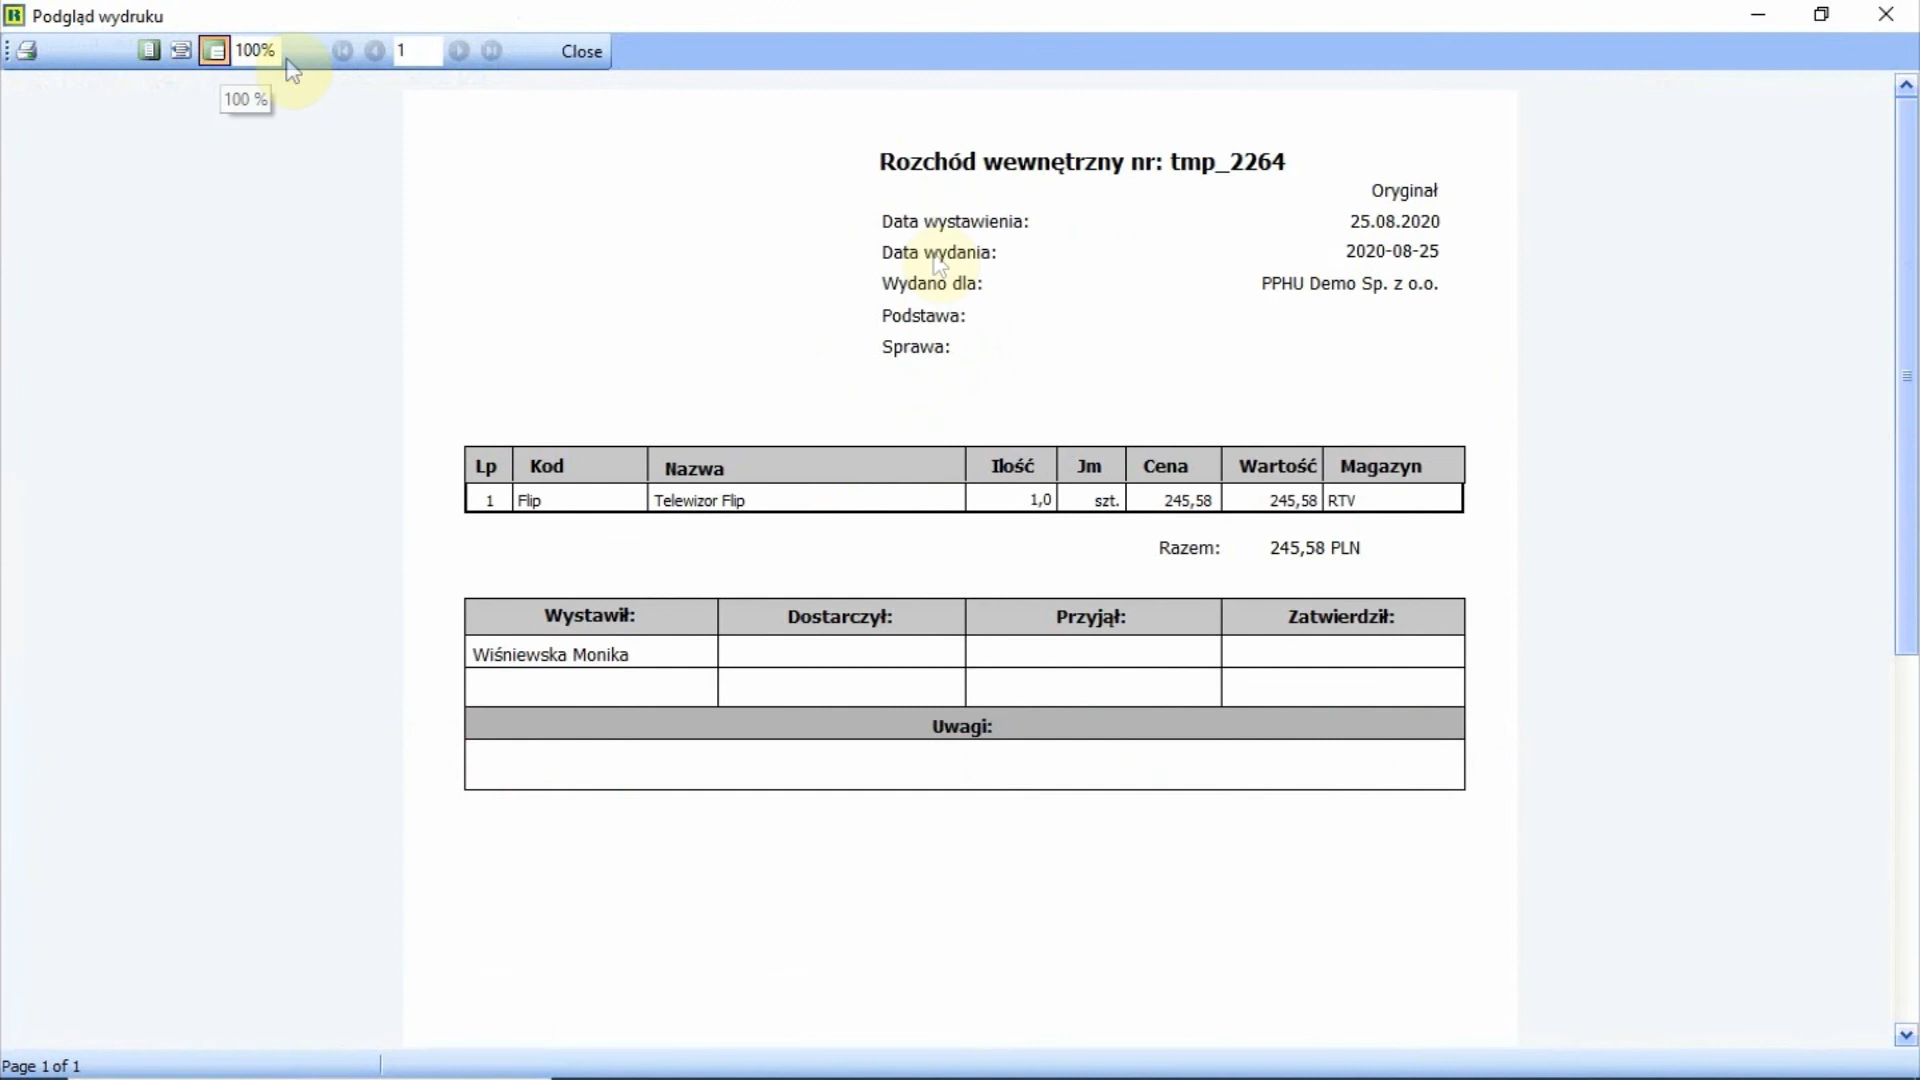 Podgląd wydruku
100% 1 Close
100 %
Rozchód wewnętrzny nr: tmp_2264
Oryginał
Data wystawienia: 25.08.2020
Data wydania: 2020-08-25
Wydano dla: PPHU Demo Sp. z o.o.
Podstawa:
Sprawa:
Lp Kod Nazwa Ilość Jm Cena Wartość Magazyn
1 Flip Telewizor Flip 1,0 szt. 245,58 245,58 RTV
Razem: 245,58 PLN
Wystawił: Dostarczył: Przyjął: Zatwierdził:
Wiśniewska Monika
Uwagi:
Page 1 of 1